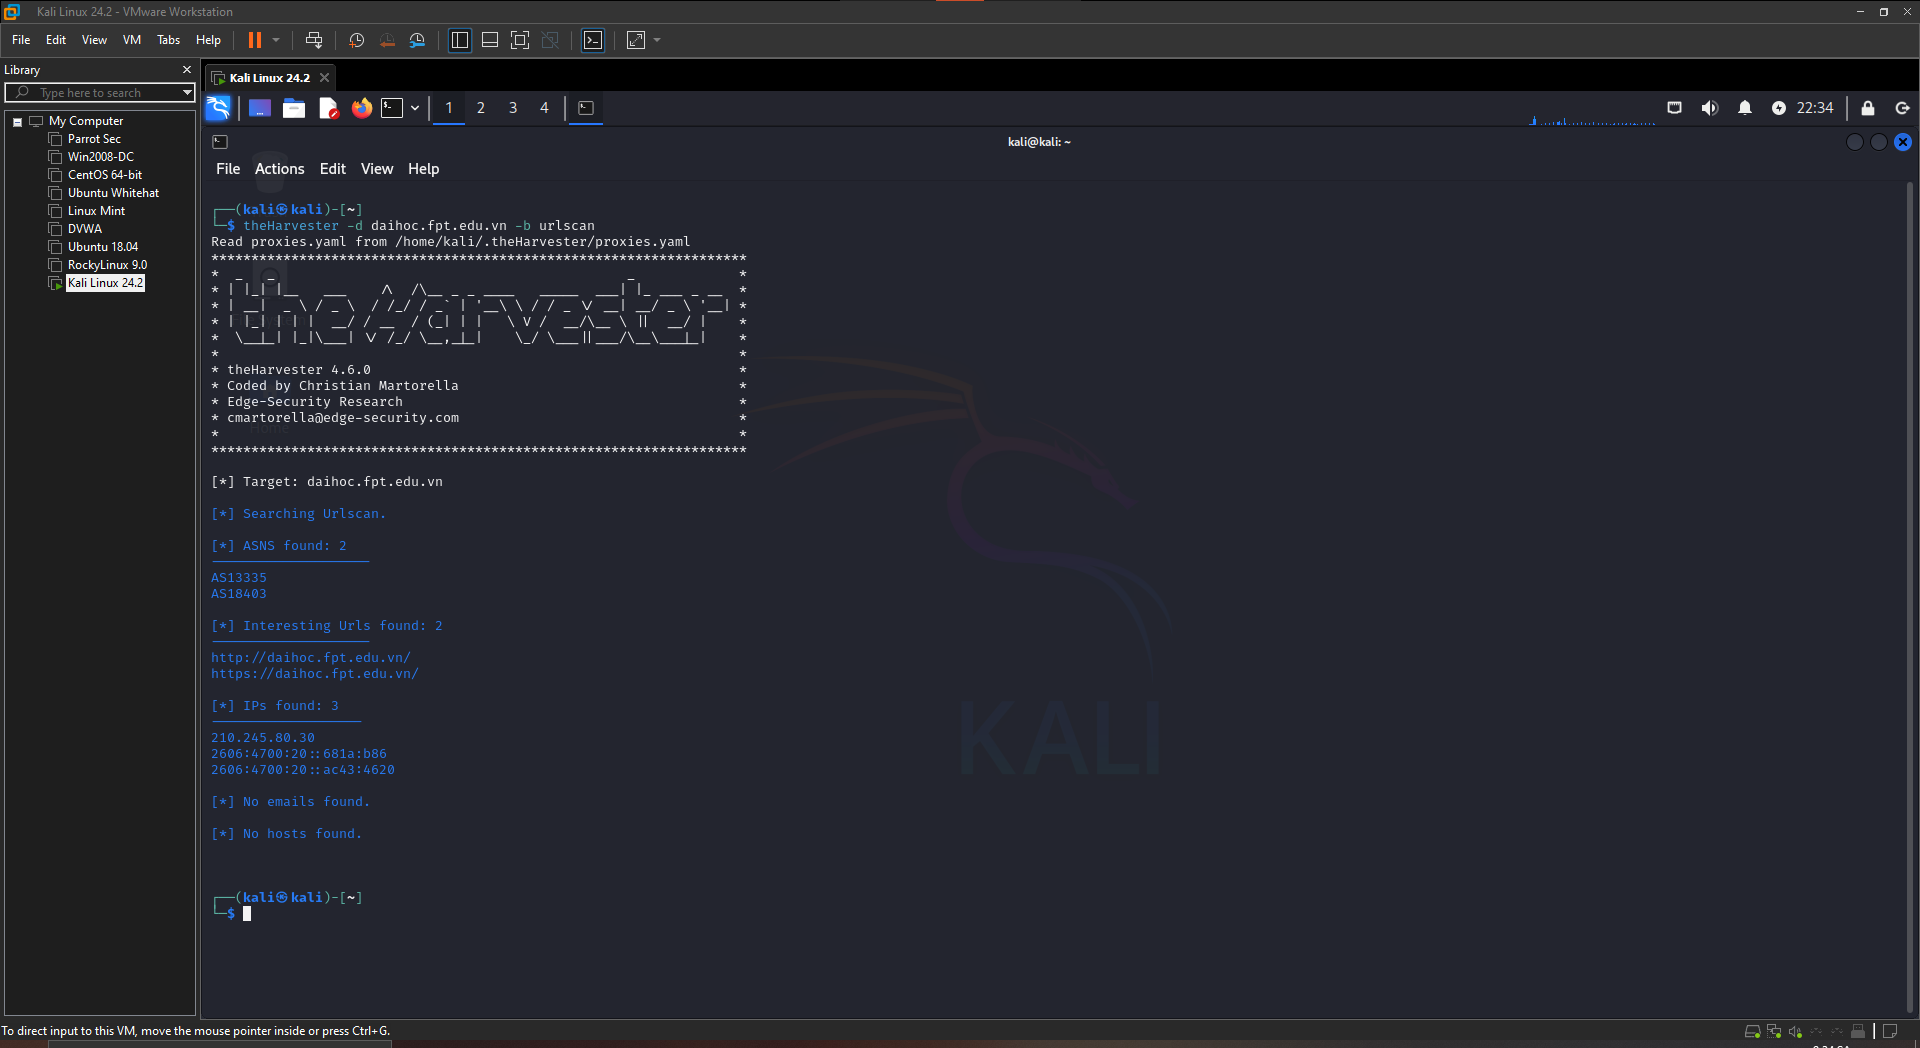 Kali Linux 24.2 - VMware Workstation
File Edit View VM Tabs Help
Library
Type here to search
My Computer
Parrot Sec
Win2008-DC
CentOS 64-bit
Ubuntu Whitehat
Linux Mint
DVWA
Ubuntu 18.04
RockyLinux 9.0
Kali Linux 24.2
Kali Linux 24.2
1 2 3 4
22:34
kali@kali: ~
File Actions Edit View Help
┌──(kali㉿kali)-[~]
└─$ theHarvester -d daihoc.fpt.edu.vn -b urlscan
Read proxies.yaml from /home/kali/.theHarvester/proxies.yaml
*******************************************************************
theHarvester
* theHarvester 4.6.0 *
* Coded by Christian Martorella *
* Edge-Security Research *
* cmartorella@edge-security.com *
* *
*******************************************************************
[*] Target: daihoc.fpt.edu.vn
[*] Searching Urlscan.
[*] ASNS found: 2
--------------------
AS13335
AS18403
[*] Interesting Urls found: 2
--------------------
http://daihoc.fpt.edu.vn/
https://daihoc.fpt.edu.vn/
[*] IPs found: 3
-------------------
210.245.80.30
2606:4700:20::681a:b86
2606:4700:20::ac43:4620
[*] No emails found.
[*] No hosts found.
┌──(kali㉿kali)-[~]
└─$
KALI
To direct input to this VM, move the mouse pointer inside or press Ctrl+G.